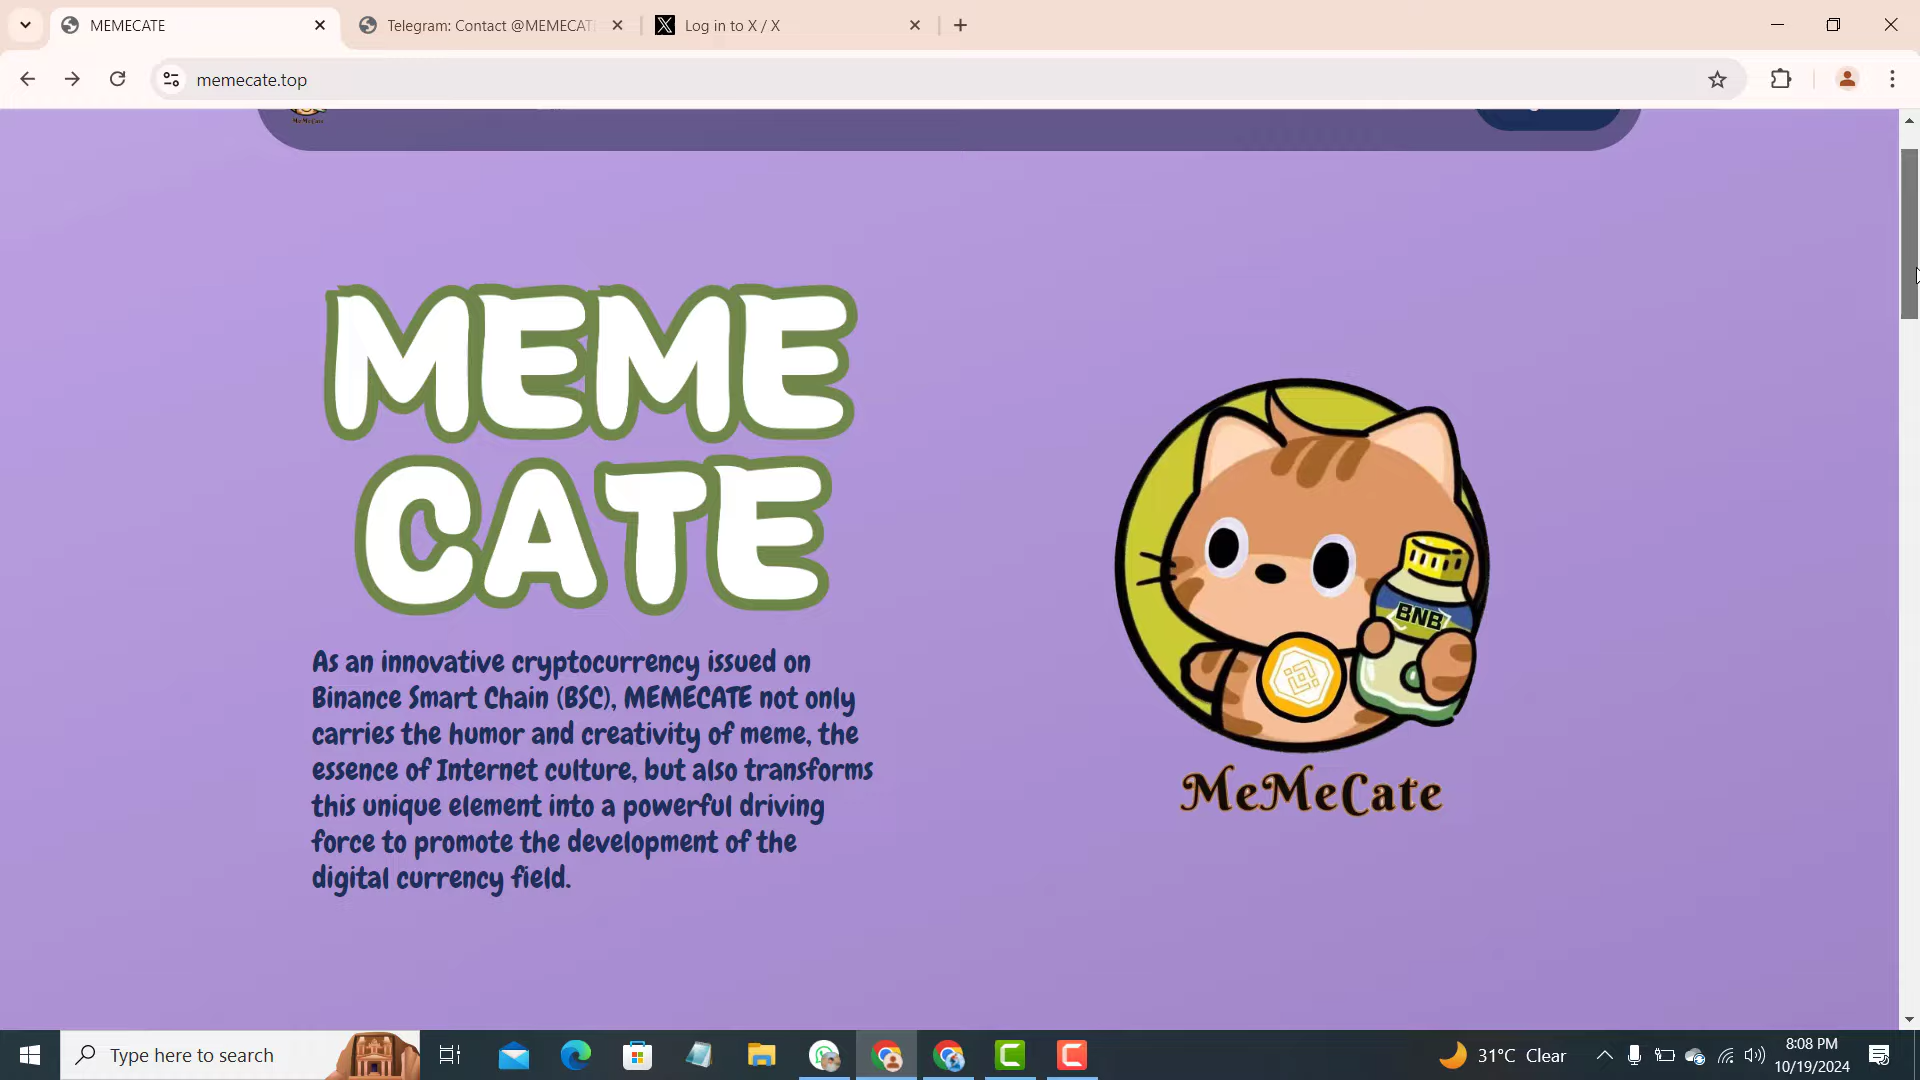 MEMECATE
Telegram: Contact @MEMECAT
Log in to X / X
memecate.top
MEME
CATE
As an innovative cryptocurrency issued on
Binance Smart Chain (BSC), MEMECATE not only
carries the humor and creativity of meme, the
essence of Internet culture, but also transforms
this unique element into a powerful driving
force to promote the development of the
digital currency field.
BNB
MeMeCate
Type here to search
31°C Clear
8:08 PM
10/19/2024